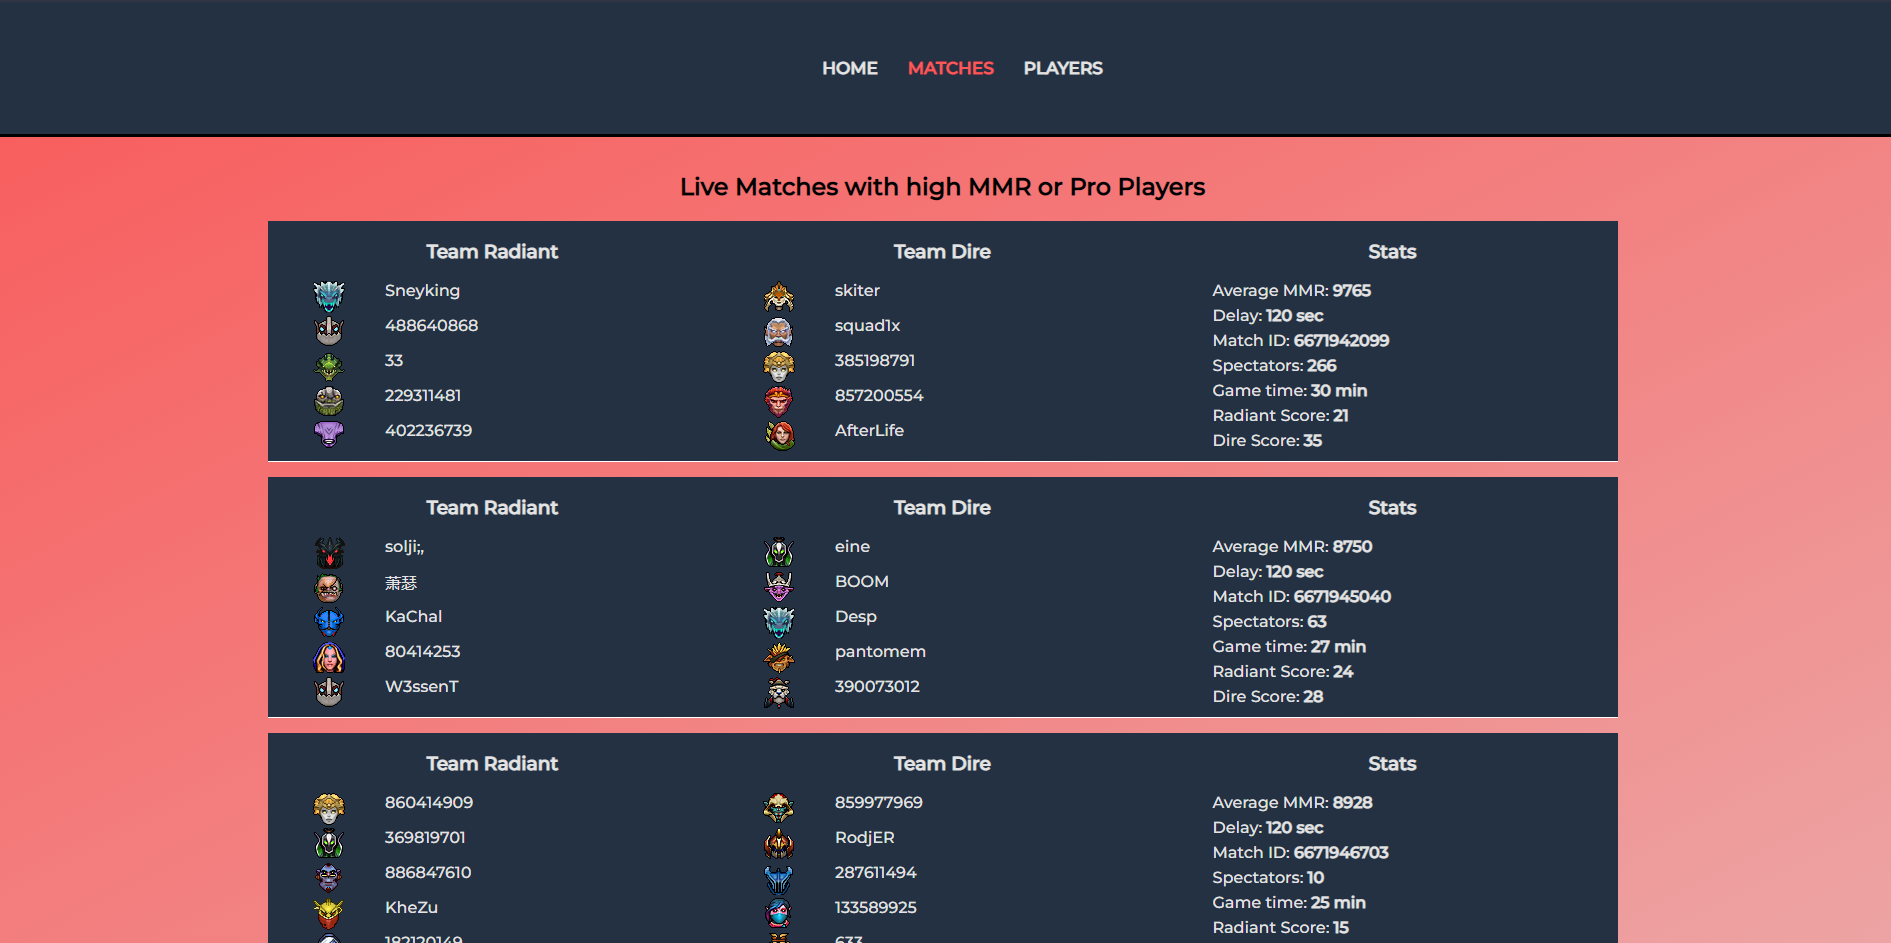 HOME MATCHES PLAYERS
Live Matches with high MMR or Pro Players
Team Radiant
Sneyking
488640868
33
229311481
402236739
Team Dire
skiter
squad1x
385198791
857200554
AfterLife
Stats
Average MMR: 9765
Delay: 120 sec
Match ID: 6671942099
Spectators: 266
Game time: 30 min
Radiant Score: 21
Dire Score: 35
Team Radiant
solji;,,
萧瑟
KaChal
80414253
W3ssenT
Team Dire
eine
BOOM
Desp
pantomem
390073012
Stats
Average MMR: 8750
Delay: 120 sec
Match ID: 6671945040
Spectators: 63
Game time: 27 min
Radiant Score: 24
Dire Score: 28
Team Radiant
860414909
369819701
886847610
KheZu
182120149
Team Dire
859977969
RodjER
287611494
133589925
633
Stats
Average MMR: 8928
Delay: 120 sec
Match ID: 6671946703
Spectators: 10
Game time: 25 min
Radiant Score: 15